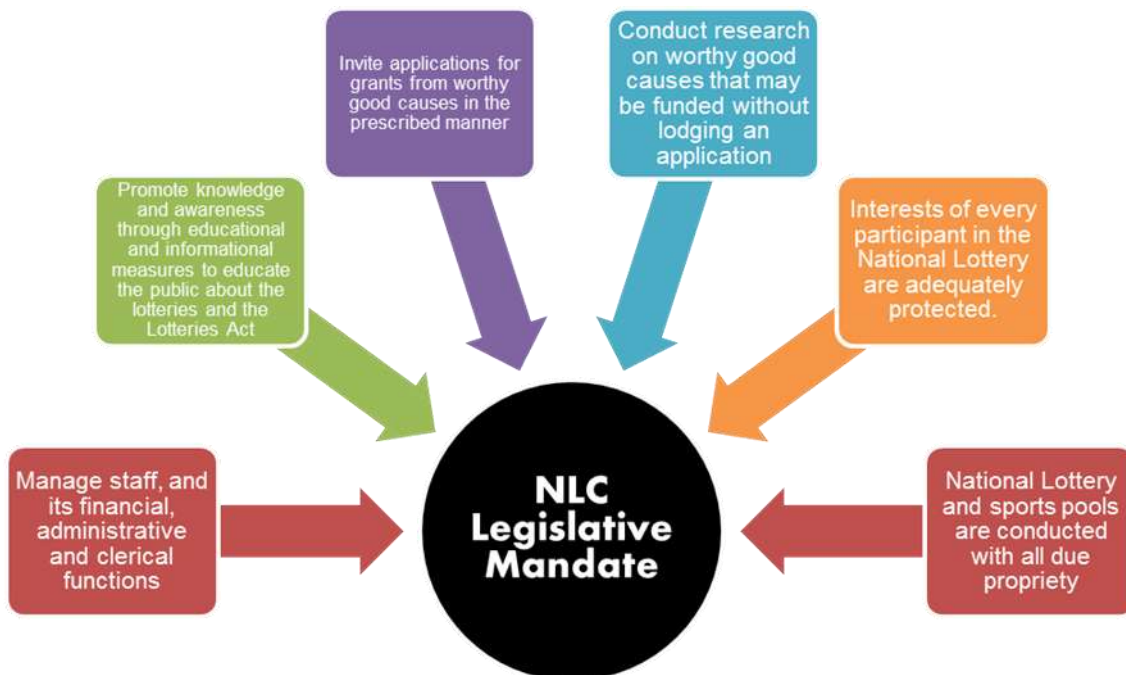 Invite applications for
grants from worthy
good causes in the
prescribed manner
Conduct research
on worthy good
causes that may
be funded without
lodging an
application
Promote knowledge
and awareness
through educational
and informational
measures to educate
the public about the
lotteries and the
Lotteries Act
Interests of every
participant in the
National Lottery
are adequately
protected.
Manage staff, and
its financial,
administrative
and clerical
functions
NLC
Legislative
Mandate
National Lottery
and sports pools
are conducted
with all due
propriety